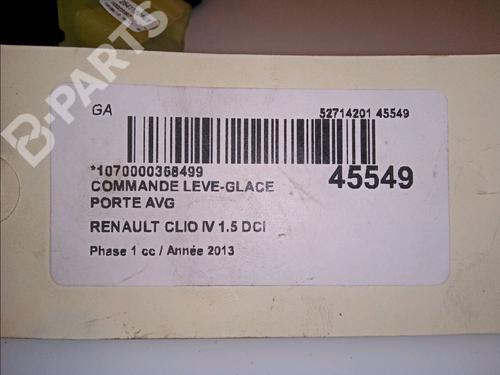 B-PARTS
GA
52714201 45549
*1070000368499
45549
COMMANDE LEVE-GLACE
PORTE AVG
RENAULT CLIO IV 1.5 DCI
Phase 1 cc / Année 2013